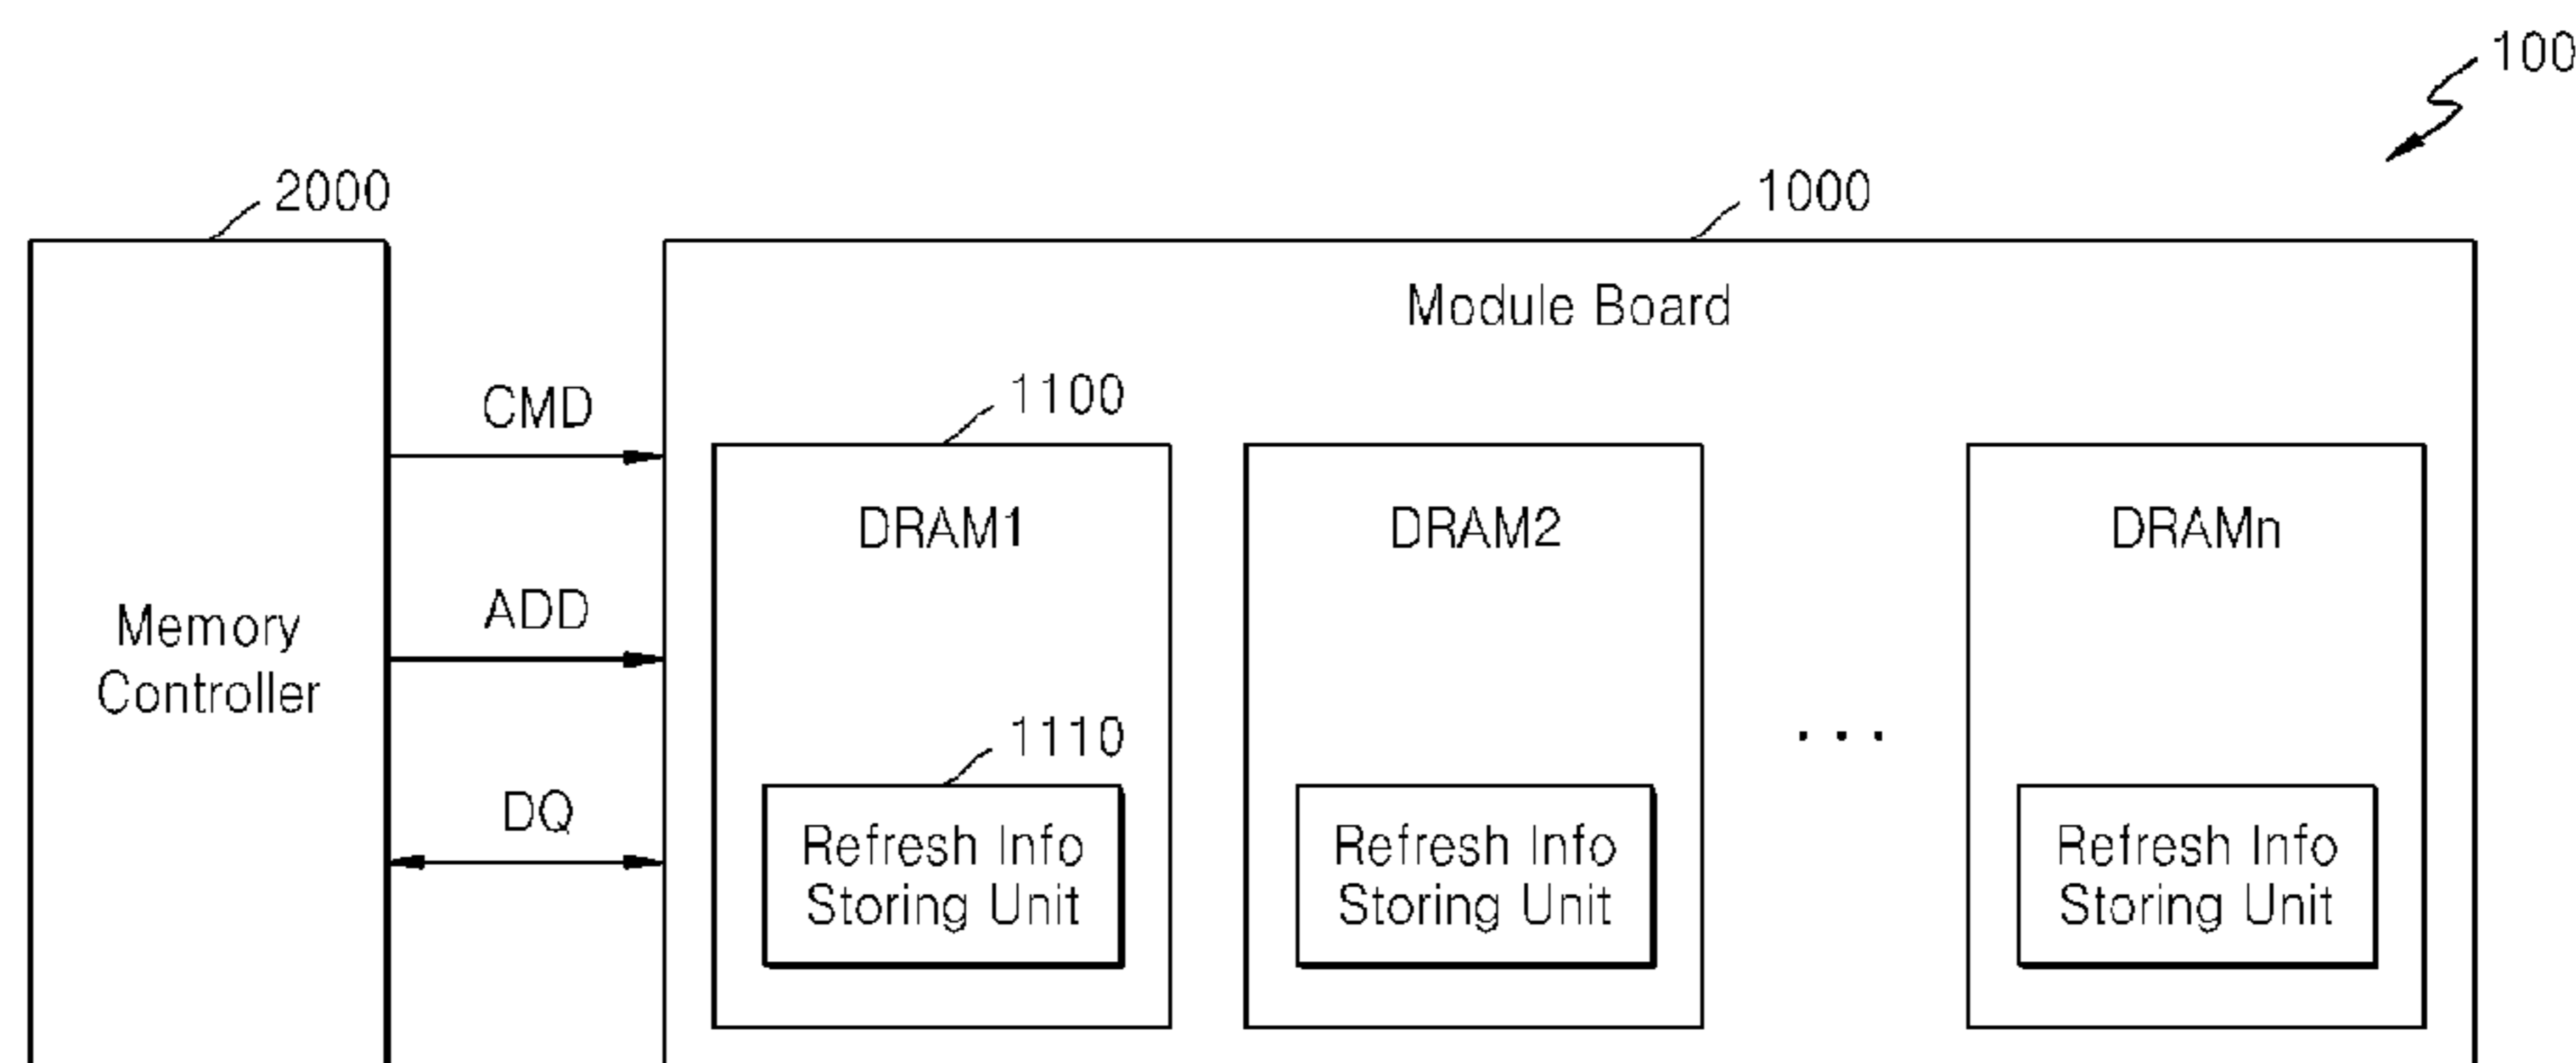 100
2000
1000
Module Board
CMD
1100
DRAM1
DRAM2
DRAMn
ADD
Memory
Controller
1110
...
DQ
Refresh Info
Storing Unit
Refresh Info
Storing Unit
Refresh Info
Storing Unit